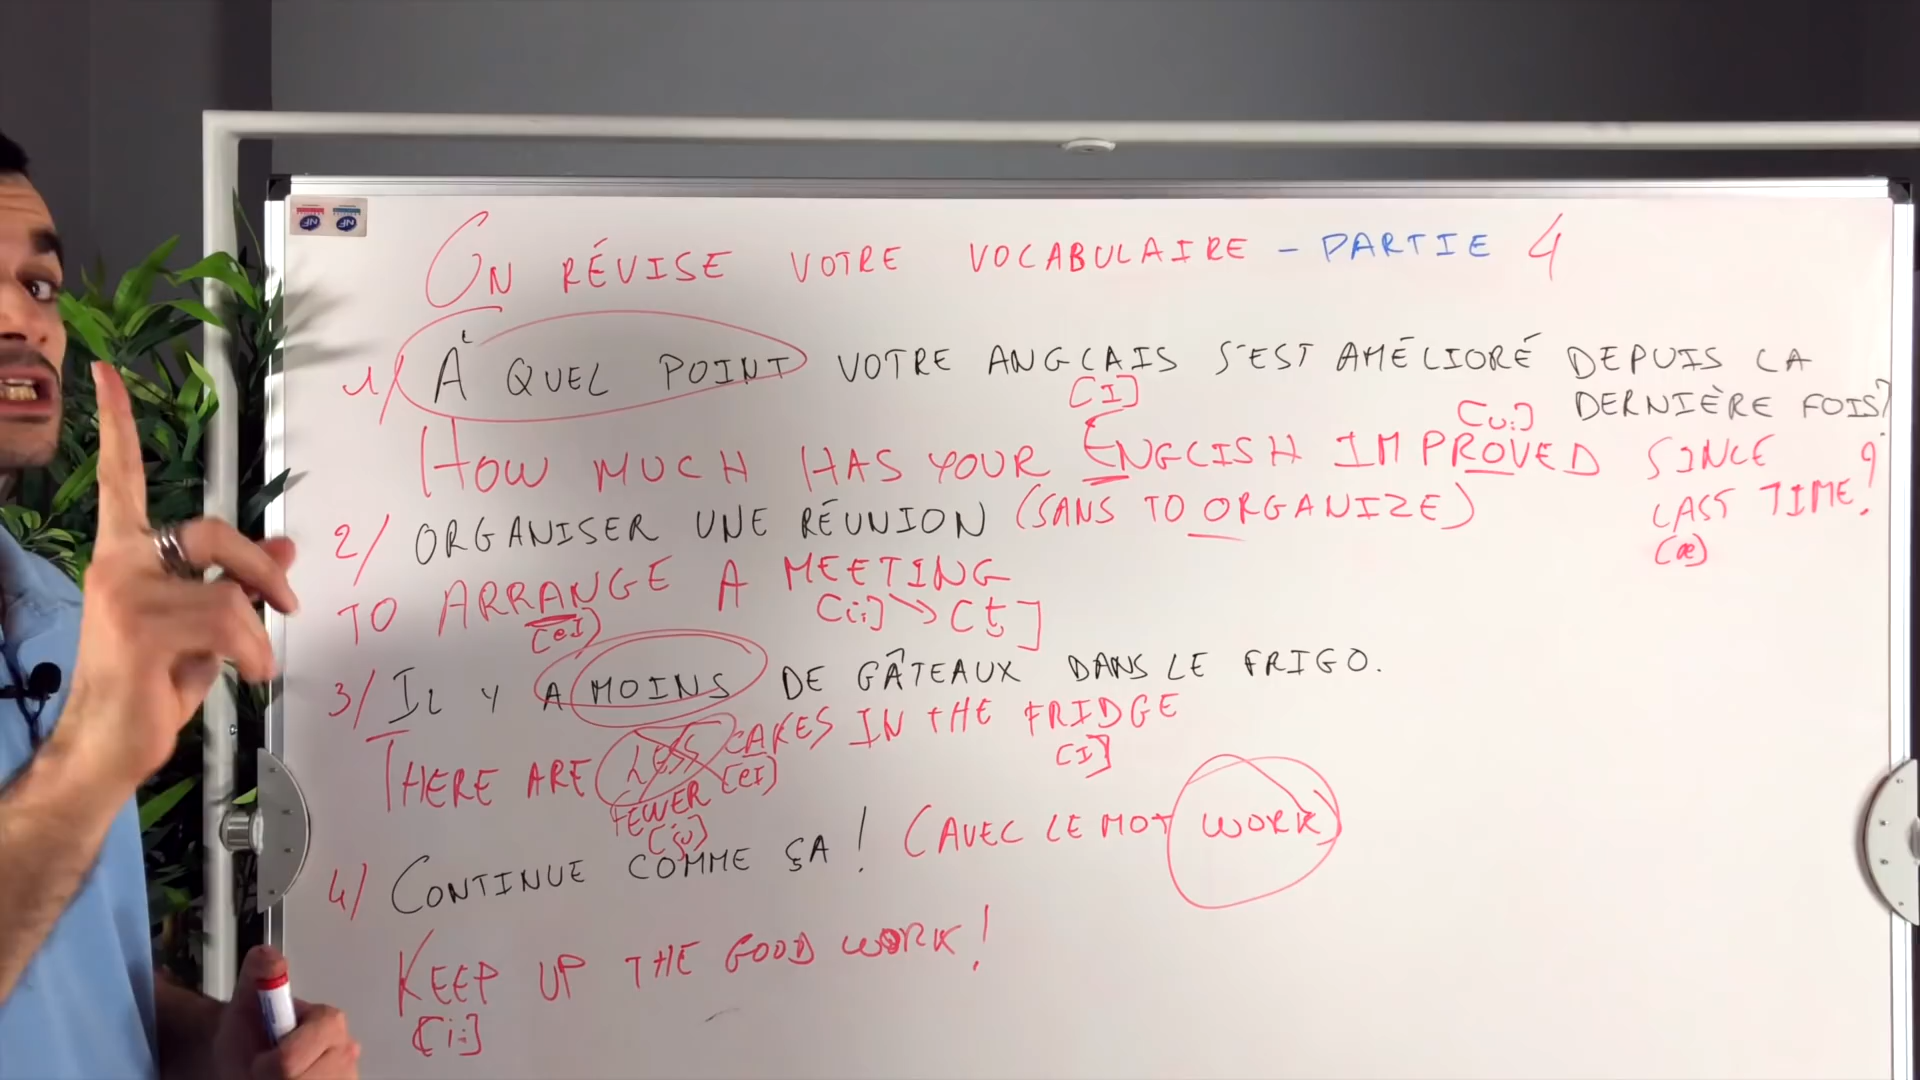 ON RÉVISE VOTRE VOCABULAIRE - PARTIE 4
1/ À QUEL POINT VOTRE ANGLAIS S'EST AMÉLIORÉ DEPUIS LA
DERNIÈRE FOIS?
[I] [u:]
HOW MUCH HAS YOUR ENGLISH IMPROVED SINCE
LAST TIME?
[æ]
2/ ORGANISER UNE RÉUNION (SANS TO ORGANIZE)
TO ARRANGE A MEETING
[eI] [i:] → [t̬]
3/ IL Y A MOINS DE GÂTEAUX DANS LE FRIGO.
THERE ARE LESS CAKES IN THE FRIDGE
FEWER [eI] [I]
[ju]
4/ CONTINUE COMME ÇA! (AVEC LE MOT WORK)
KEEP UP THE GOOD WORK!
[i:]
NF NF